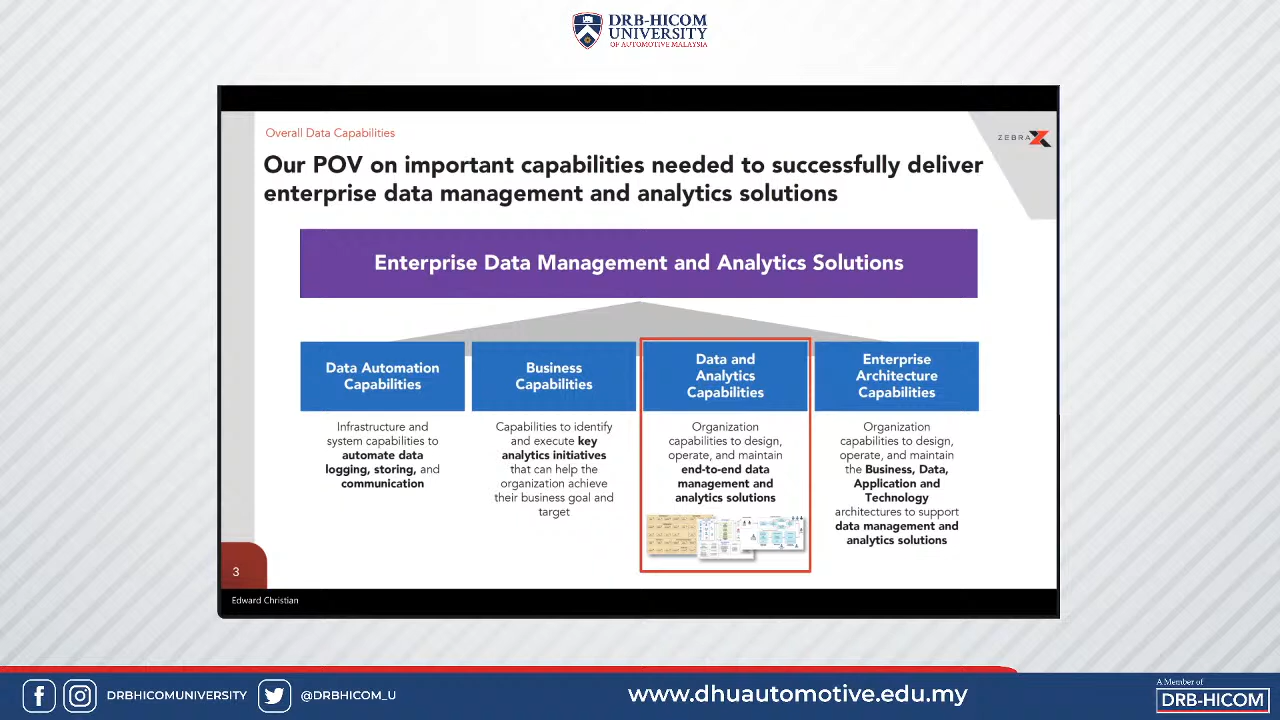 DRB-HICOM
UNIVERSITY
OF AUTOMOTIVE MALAYSIA
Overall Data Capabilities
ZEBRA
Our POV on important capabilities needed to successfully deliver
enterprise data management and analytics solutions
Enterprise Data Management and Analytics Solutions
Data Automation
Capabilities
Infrastructure and
system capabilities to
automate data
logging, storing, and
communication
Business
Capabilities
Capabilities to identify
and execute key
analytics initiatives
that can help the
organization achieve
their business goal and
target
Data and
Analytics
Capabilities
Organization
capabilities to design,
operate, and maintain
end-to-end data
management and
analytics solutions
Enterprise
Architecture
Capabilities
Organization
capabilities to design,
operate, and maintain
the Business, Data,
Application and
Technology
architectures to support
data management and
analytics solutions
3
Edward Christian
DRBHICOMUNIVERSITY
@DRBHICOM_U
www.dhuautomotive.edu.my
A Member of
DRB-HICOM